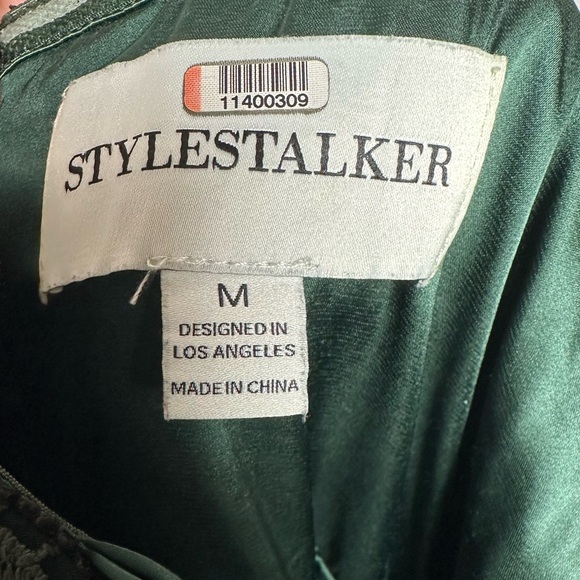 11400309
STYLESTALKER
M
DESIGNED IN
LOS ANGELES
MADE IN CHINA